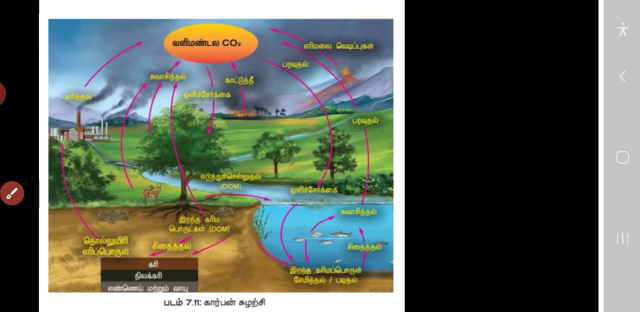 வளிமண்டல CO₂
எரிமலை வெடிப்புகள்
பரவுதல்
சுவாசித்தல்
காட்டுத்தீ
எரித்தல்
ஒளிச்சேர்க்கை
பரவுதல்
எடுத்துச்செல்லுதல்
(DOM)
ஒளிச்சேர்க்கை
சுவாசித்தல்
இறந்த கரிம
பொருட்கள் (DOM)
தொல்லுயிரி
எரிபொருள்
சிதைத்தல்
சிதைத்தல்
கரி
நிலக்கரி
எண்ணெய் மற்றும் வாயு
இறந்த கரிமப்பொருள்
சேமித்தல் / படிதல்
படம் 7.11: கார்பன் சுழற்சி